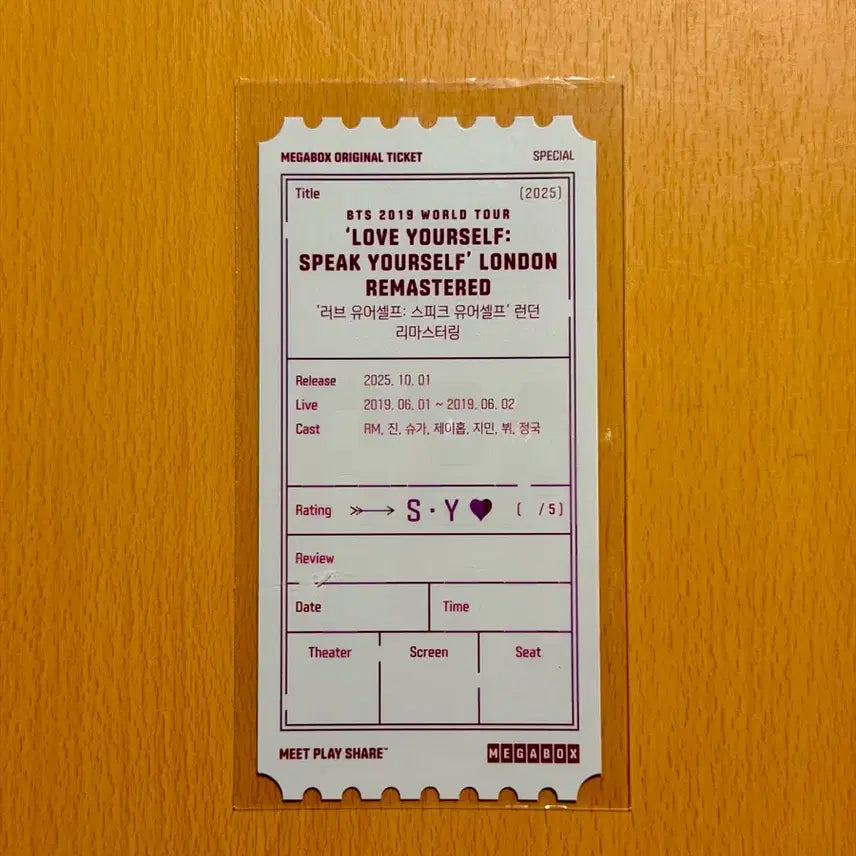 MEGABOX ORIGINAL TICKET SPECIAL
Title (2025)
BTS 2019 WORLD TOUR
‘LOVE YOURSELF:
SPEAK YOURSELF’ LONDON
REMASTERED
‘러브 유어셀프: 스피크 유어셀프’ 런던
리마스터링
Release 2025. 10. 01
Live 2019. 06. 01 ~ 2019. 06. 02
Cast RM, 진, 슈가, 제이홉, 지민, 뷔, 정국
Rating S · Y ♥ ( / 5)
Review
Date Time
Theater Screen Seat
MEET PLAY SHARE™ MEGABOX